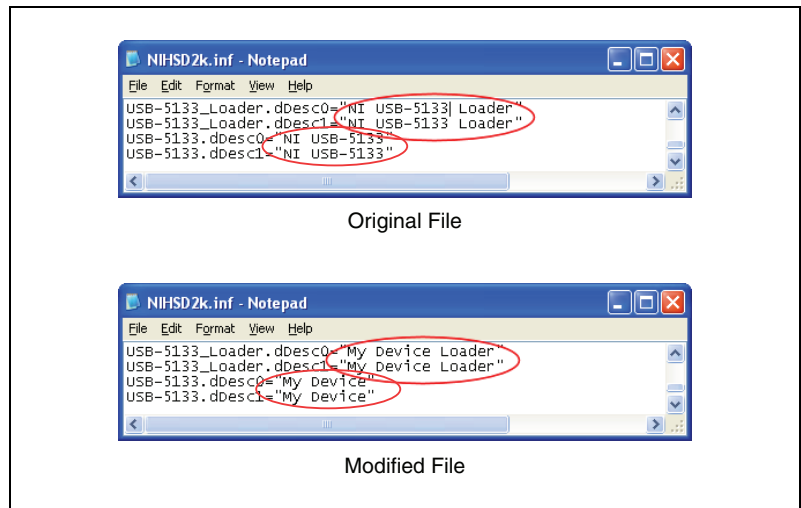 NIHSD2k.inf - Notepad
File Edit Format View Help
USB-5133_Loader.dDesc0="NI USB-5133 Loader"
USB-5133_Loader.dDesc1="NI USB-5133 Loader"
USB-5133.dDesc0="NI USB-5133"
USB-5133.dDesc1="NI USB-5133"
Original File
NIHSD2k.inf - Notepad
File Edit Format View Help
USB-5133_Loader.dDesc0="My Device Loader"
USB-5133_Loader.dDesc1="My Device Loader"
USB-5133.dDesc0="My Device"
USB-5133.dDesc1="My Device"
Modified File